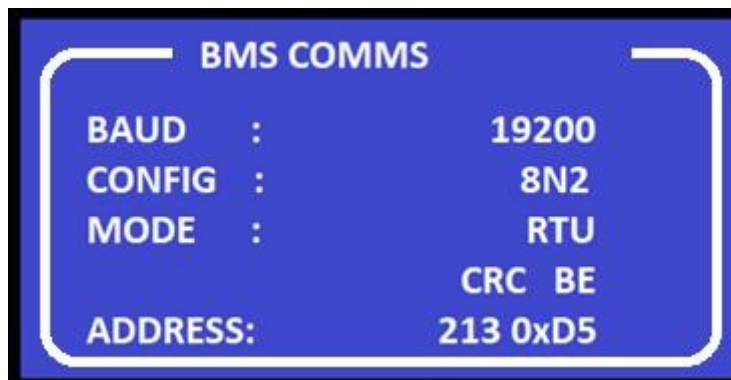 BMS COMMS
BAUD : 19200
CONFIG : 8N2
MODE : RTU
CRC BE
ADDRESS: 213 0xD5